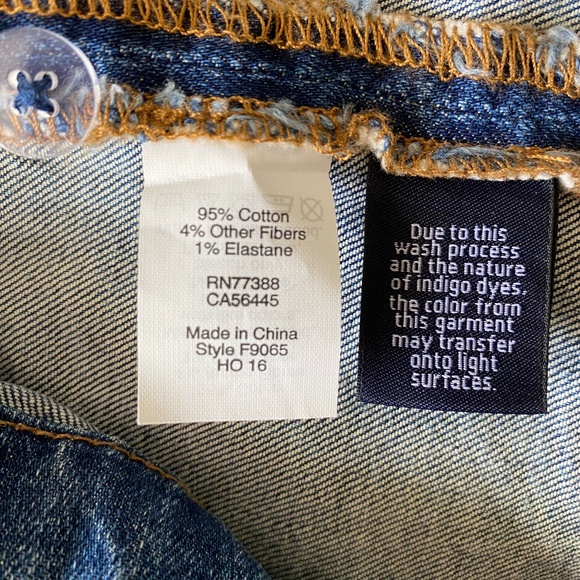 95% Cotton
4% Other Fibers
1% Elastane
RN77388
CA56445
Made in China
Style F9065
HO 16
Due to this
wash process
and the nature
of indigo dyes,
the color from
this garment
may transfer
onto light
surfaces.